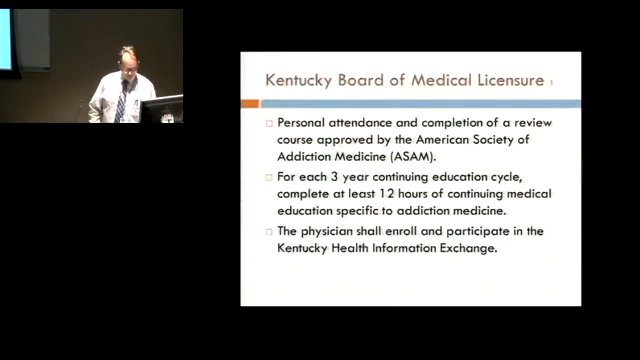 Kentucky Board of Medical Licensure
Personal attendance and completion of a review
course approved by the American Society of
Addiction Medicine (ASAM).
For each 3 year continuing education cycle,
complete at least 12 hours of continuing medical
education specific to addiction medicine.
The physician shall enroll and participate in the
Kentucky Health Information Exchange.